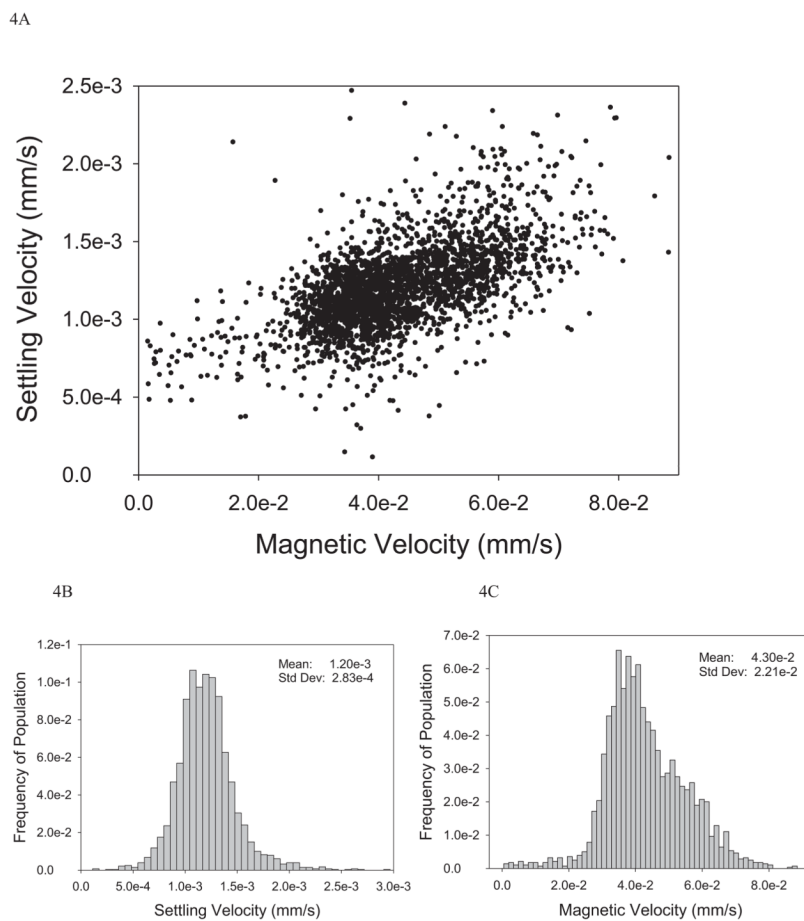 4A
2.5e-3
2.0e-3
1.5e-3
1.0e-3
5.0e-4
0.0
Settling Velocity (mm/s)
0.0 2.0e-2 4.0e-2 6.0e-2 8.0e-2
Magnetic Velocity (mm/s)
4B
1.2e-1
1.0e-1
8.0e-2
6.0e-2
4.0e-2
2.0e-2
0.0
Frequency of Population
Mean: 1.20e-3
Std Dev: 2.83e-4
0.0 5.0e-4 1.0e-3 1.5e-3 2.0e-3 2.5e-3 3.0e-3
Settling Velocity (mm/s)
4C
7.0e-2
6.0e-2
5.0e-2
4.0e-2
3.0e-2
2.0e-2
1.0e-2
0.0
Frequency of Population
Mean: 4.30e-2
Std Dev: 2.21e-2
0.0 2.0e-2 4.0e-2 6.0e-2 8.0e-2
Magnetic Velocity (mm/s)